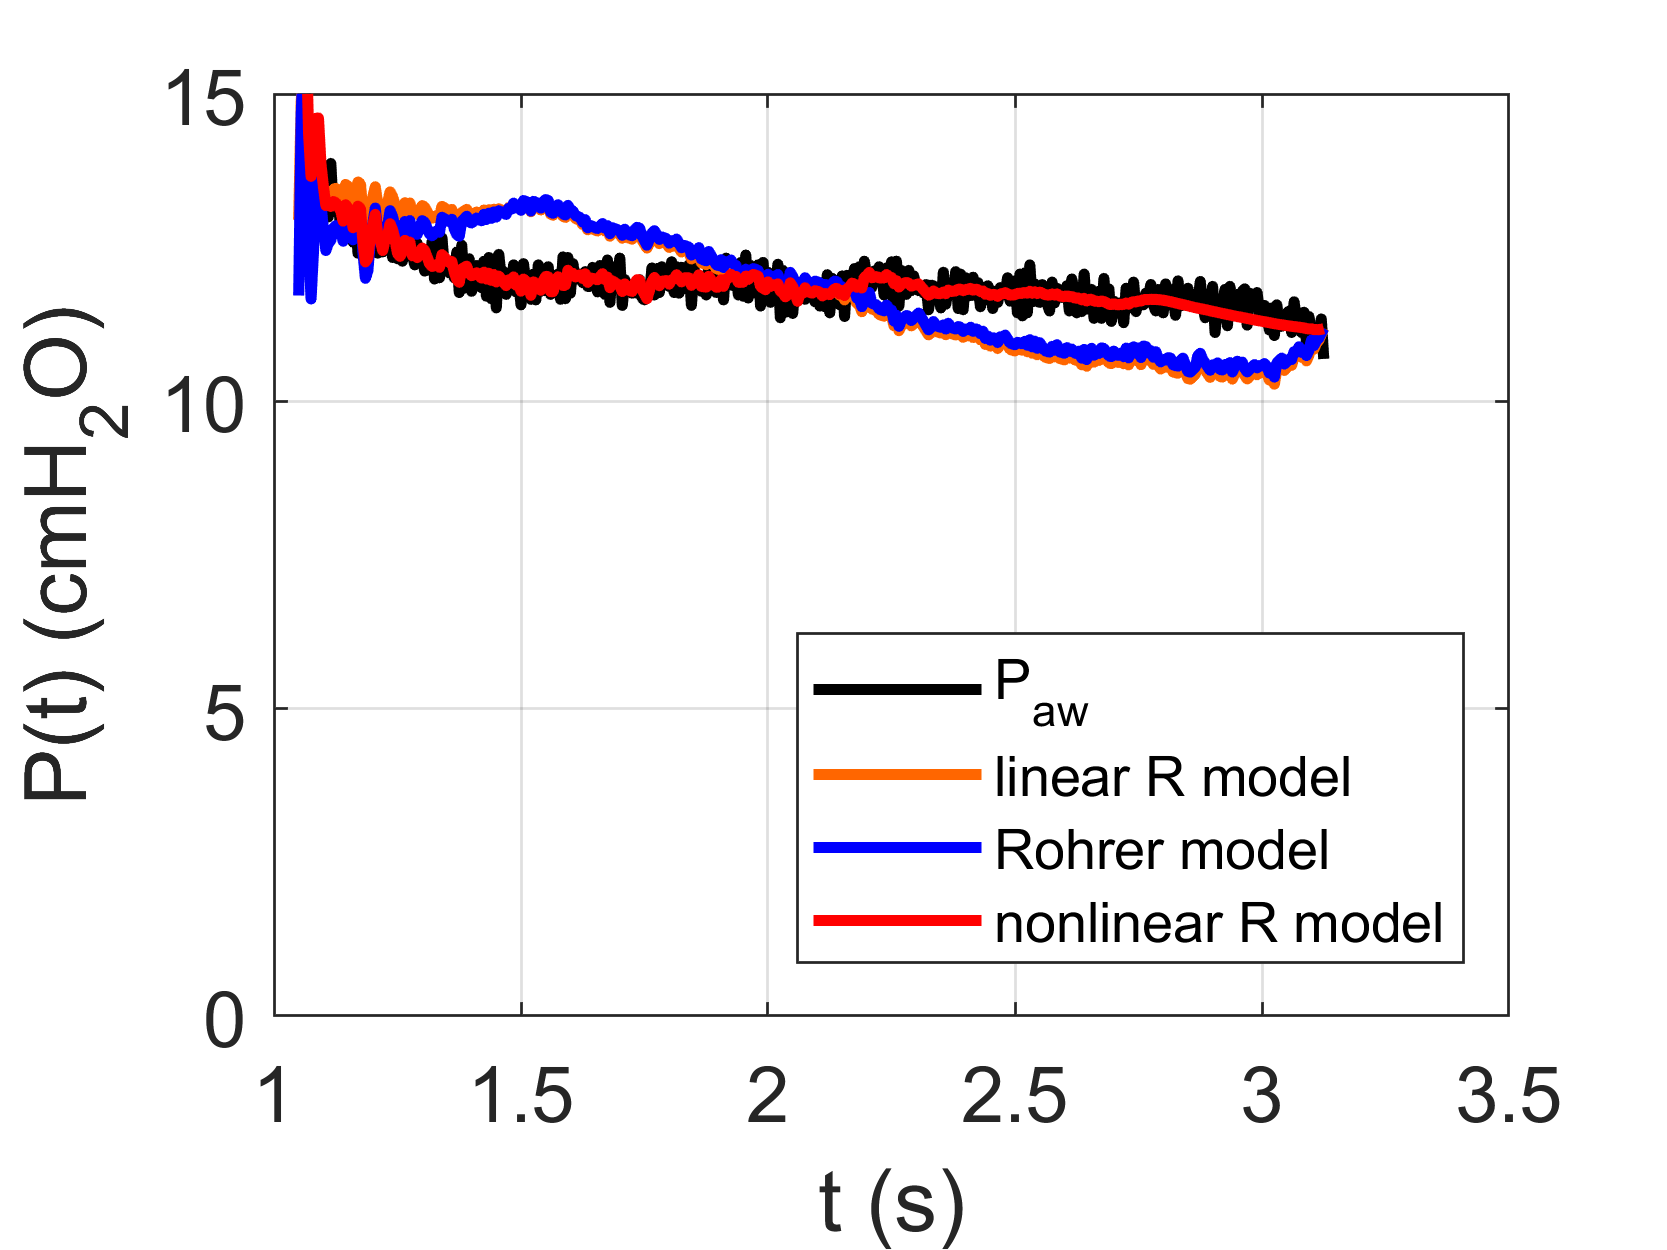 15
10
5
0
P(t) (cmH₂O)
P_aw
linear R model
Rohrer model
nonlinear R model
1 1.5 2 2.5 3 3.5
t (s)